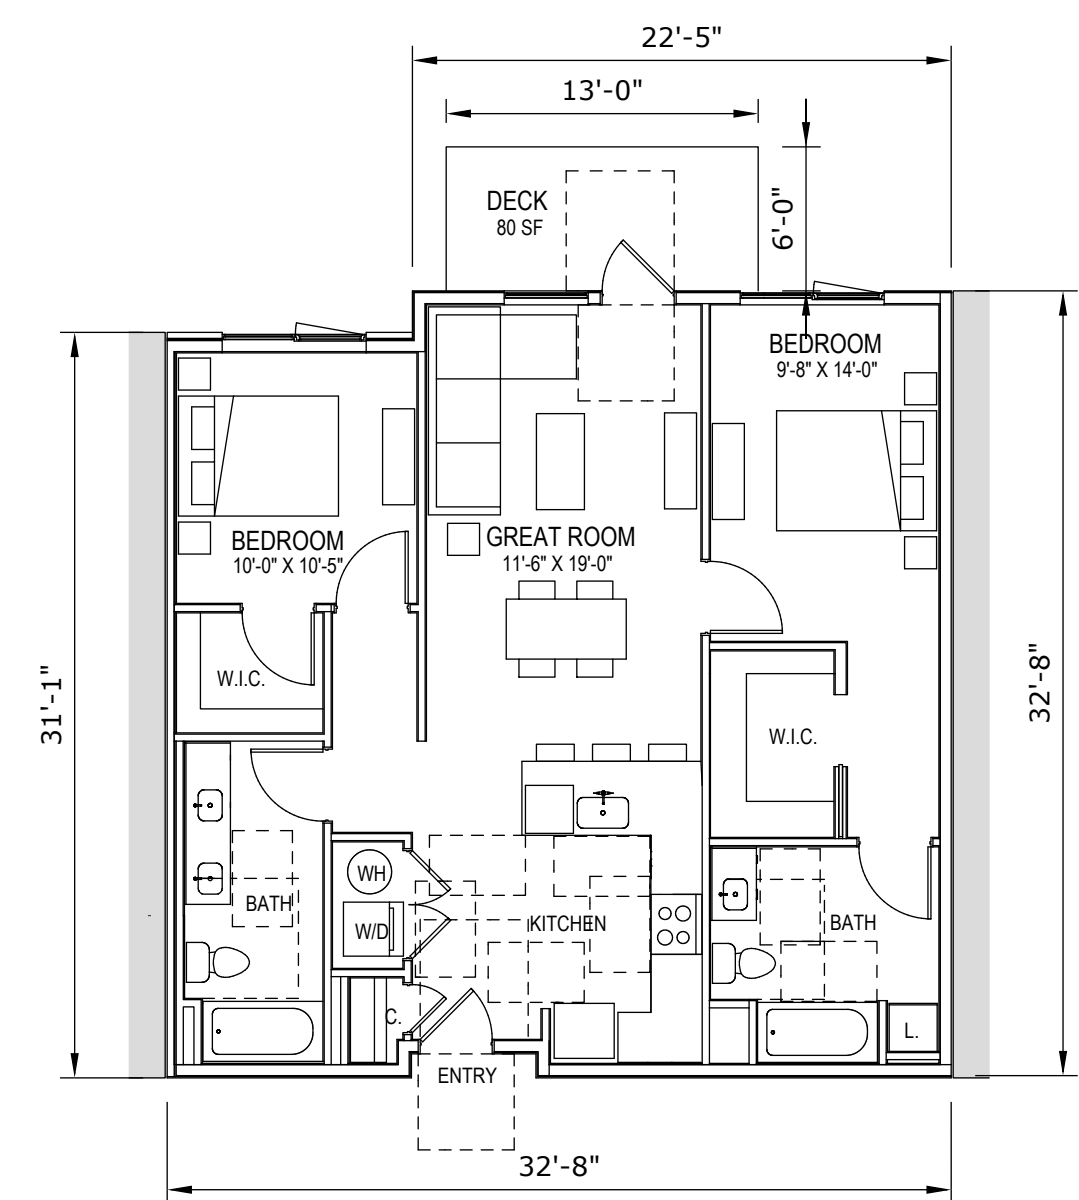 22'-5"
13'-0"
6'-0"
DECK
80 SF
BEDROOM
9'-8" X 14'-0"
BEDROOM
10'-0" X 10'-5"
GREAT ROOM
11'-6" X 19'-0"
31'-1"
32'-8"
W.I.C.
W.I.C.
WH
W/D
BATH
KITCHEN
BATH
C.
L.
ENTRY
32'-8"